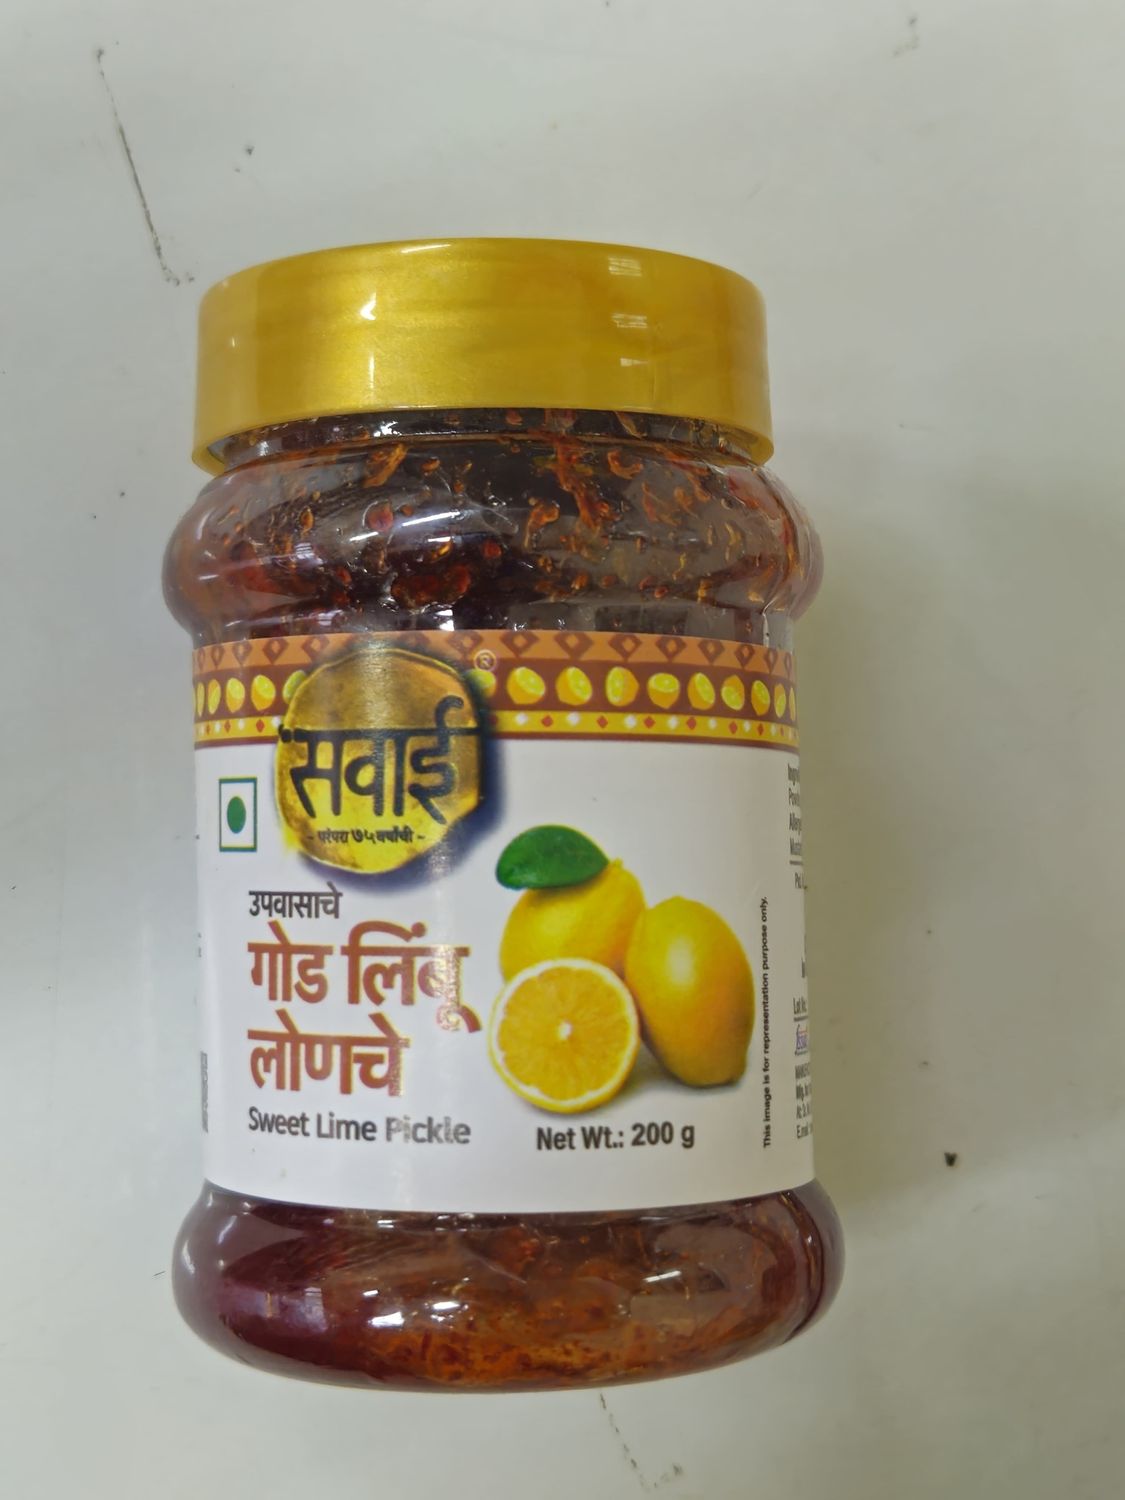 सवाई
®
- परंपरा ७५ वर्षांची -
उपवासाचे
गोड लिंबू
लोणचे
Sweet Lime Pickle
Net Wt.: 200 g
This image is for representation purpose only.